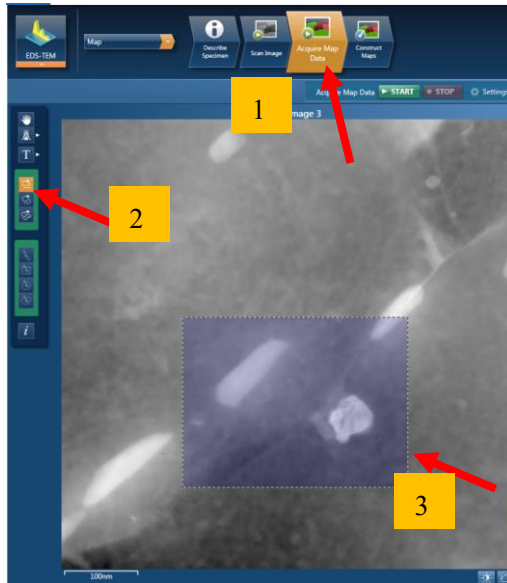 EDS-TEM
Map
Describe
Specimen
Scan Image
Acquire Map
Data
Construct
Maps
Acquire Map Data START STOP Settings
1
mage 3
T
2
3
i
100nm